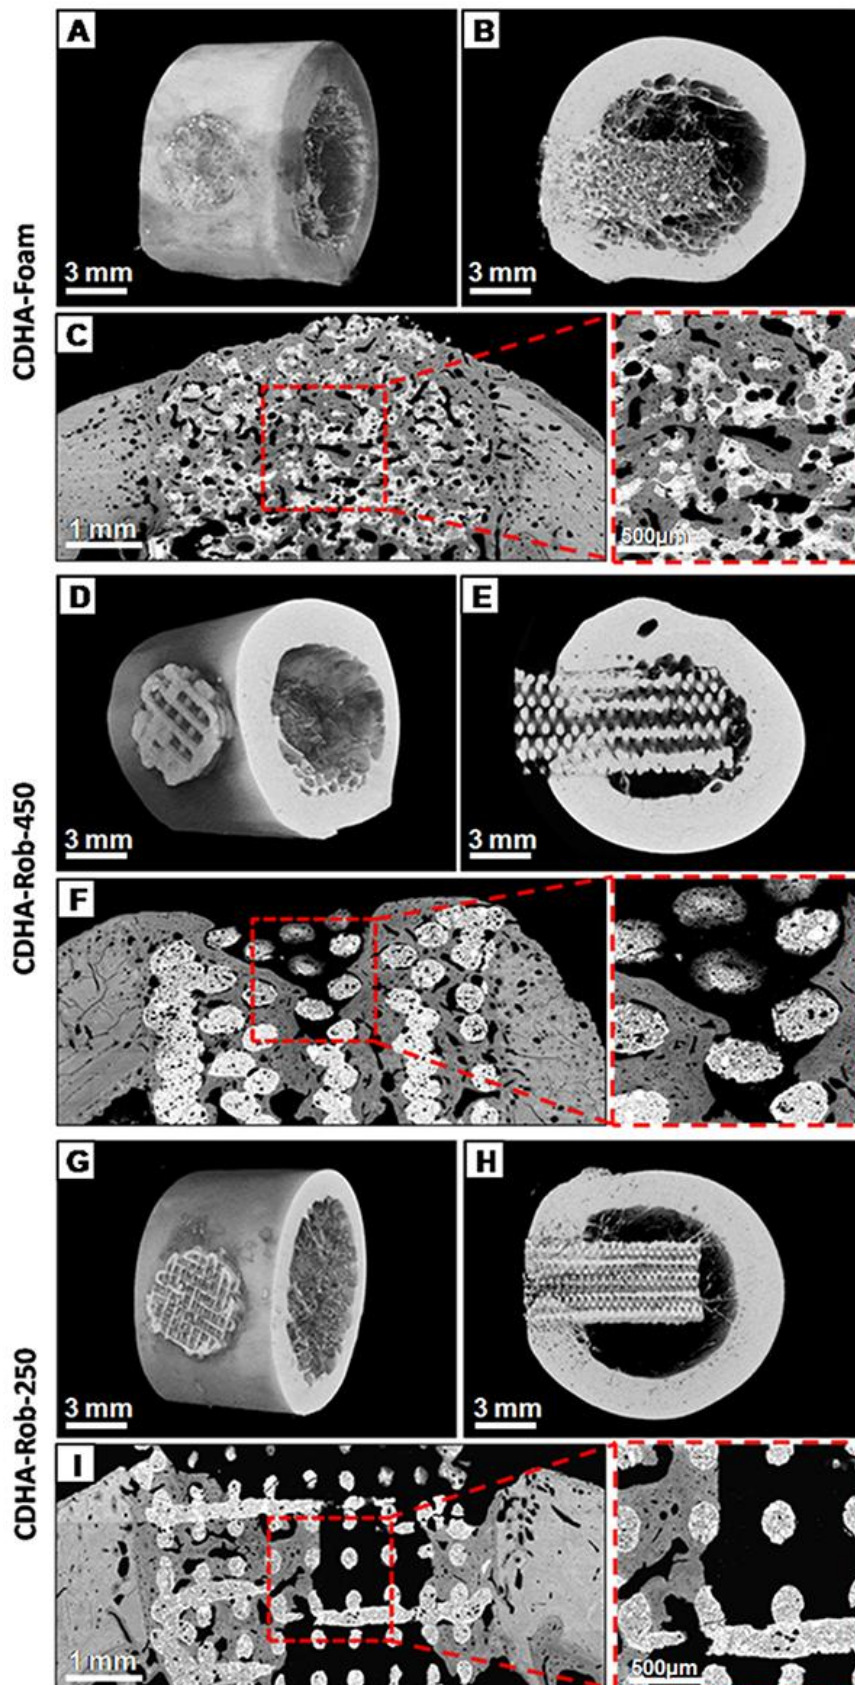 CDHA-Foam
A
3 mm
B
3 mm
C
1 mm
500µm
CDHA-Rob-450
D
3 mm
E
3 mm
F
CDHA-Rob-250
G
3 mm
H
3 mm
I
1 mm
500µm